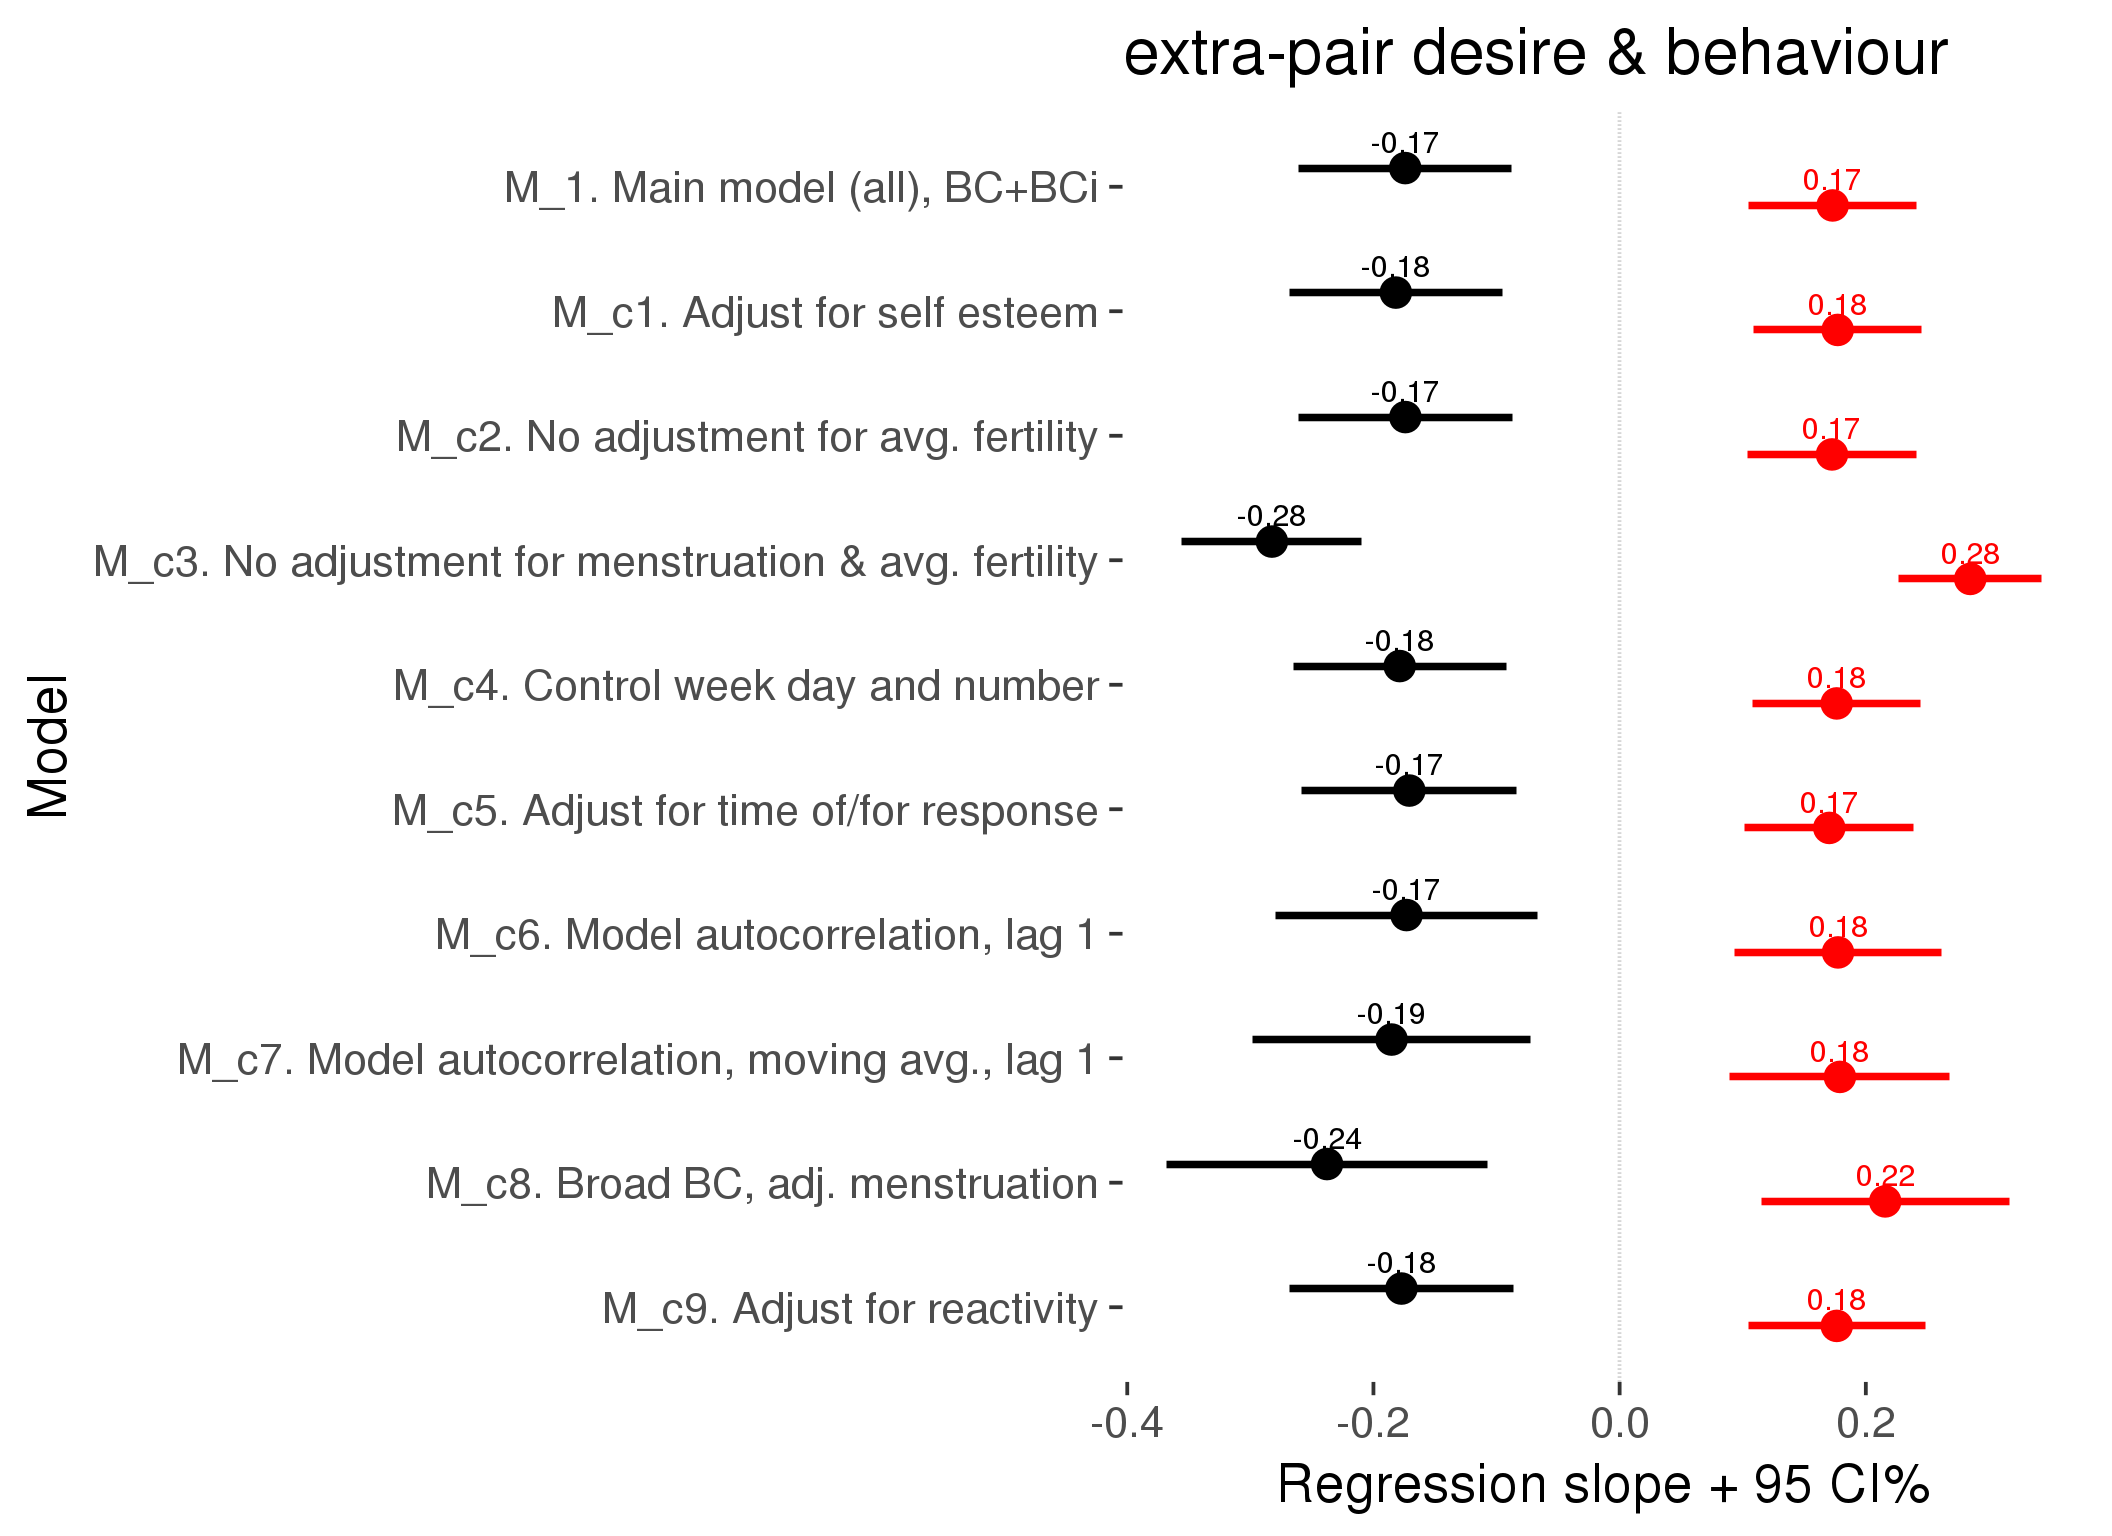 extra-pair desire & behaviour
M_1. Main model (all), BC+BCi
-0.17
0.17
M_c1. Adjust for self esteem
-0.18
0.18
M_c2. No adjustment for avg. fertility
-0.17
0.17
M_c3. No adjustment for menstruation & avg. fertility
-0.28
0.28
M_c4. Control week day and number
-0.18
0.18
M_c5. Adjust for time of/for response
-0.17
0.17
M_c6. Model autocorrelation, lag 1
-0.17
0.18
M_c7. Model autocorrelation, moving avg., lag 1
-0.19
0.18
M_c8. Broad BC, adj. menstruation
-0.24
0.22
M_c9. Adjust for reactivity
-0.18
0.18
Model
-0.4 -0.2 0.0 0.2
Regression slope + 95 CI%